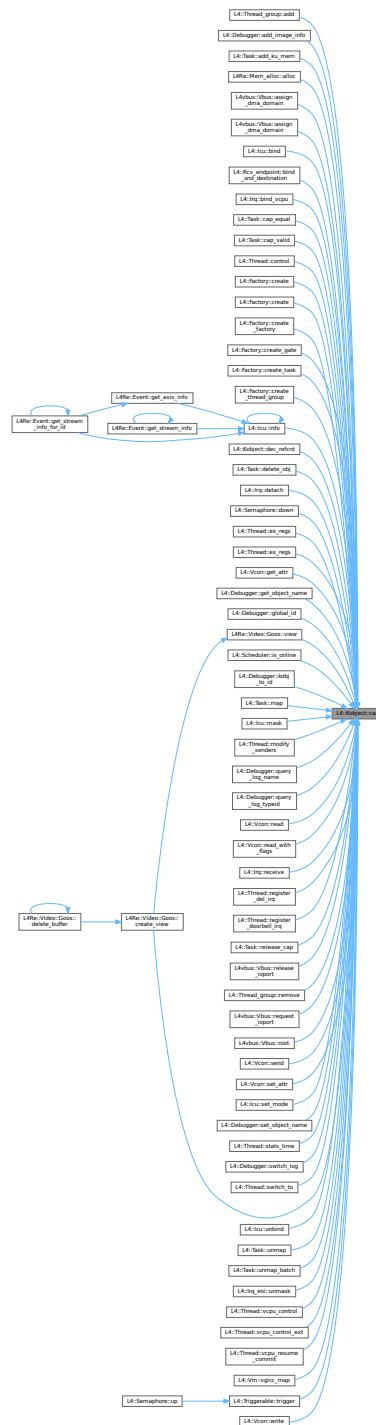 L4::Thread_group::add
L4::Debugger::add_image_info
L4::Task::add_ku_mem
L4Re::Mem_alloc::alloc
L4vbus::Vbus::assign
_dma_domain
L4vbus::Vbus::assign
_dma_domain
L4::Icu::bind
L4::Rcv_endpoint::bind
_snd_destination
L4::Irq::bind_vcpu
L4::Task::cap_equal
L4::Task::cap_valid
L4::Thread::control
L4::Factory::create
L4::Factory::create
L4::Factory::create
_factory
L4::Factory::create_gate
L4::Factory::create_task
L4::Factory::create
_thread_group
L4Re::Event::get_axis_info
L4Re::Event::get_stream
_info_for_id
L4Re::Event::get_stream_info
L4::Icu::info
L4::Kobject::dec_refcnt
L4::Task::delete_obj
L4::Irq::detach
L4::Semaphore::down
L4::Thread::ex_regs
L4::Thread::ex_regs
L4::Vcon::get_attr
L4::Debugger::get_object_name
L4::Debugger::global_id
L4Re::Video::Goos::view
L4::Scheduler::is_online
L4::Debugger::kobj
_to_id
L4::Task::map
L4::Kobject::cap
L4::Icu::mask
L4::Thread::modify
_senders
L4::Debugger::query
_log_name
L4::Debugger::query
_log_typeid
L4::Vcon::read
L4::Vcon::read_with
_flags
L4::Irq::receive
L4::Thread::register
_del_irq
L4Re::Video::Goos::
delete_buffer
L4Re::Video::Goos::
create_view
L4::Thread::register
_doorbell_irq
L4::Task::release_cap
L4vbus::Vbus::release
_ioport
L4::Thread_group::remove
L4vbus::Vbus::request
_ioport
L4vbus::Vbus::root
L4::Vcon::send
L4::Vcon::set_attr
L4::Icu::set_mode
L4::Debugger::set_object_name
L4::Thread::stats_time
L4::Debugger::switch_log
L4::Thread::switch_to
L4::Icu::unbind
L4::Task::unmap
L4::Task::unmap_batch
L4::Irq_eoi::unmask
L4::Thread::vcpu_control
L4::Thread::vcpu_control_ext
L4::Thread::vcpu_resume
_commit
L4::Vm::vgicc_map
L4::Semaphore::up
L4::Triggerable::trigger
L4::Vcon::write